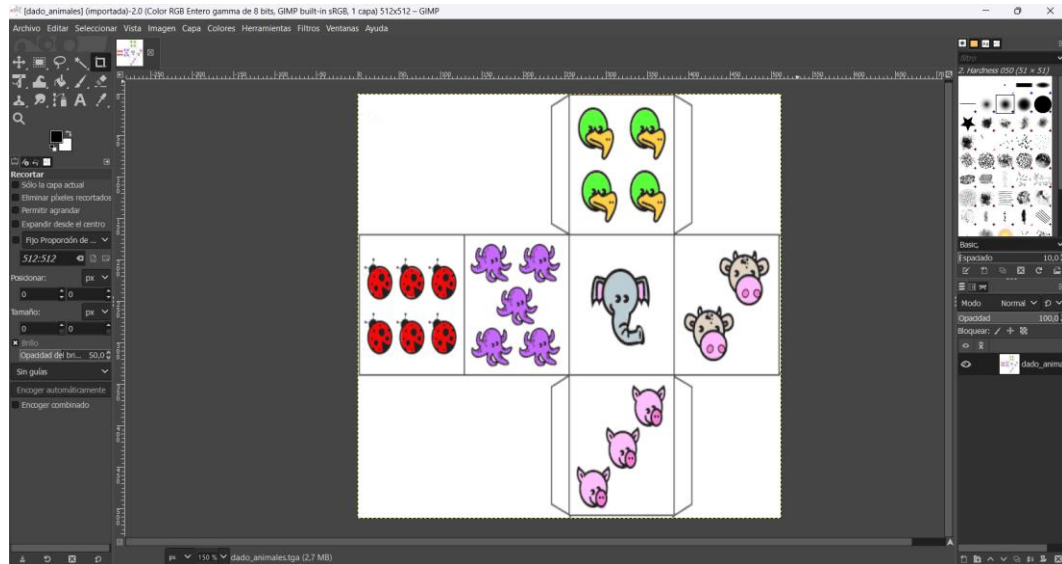 [dado_animales] (importada)-2.0 (Color RGB Entero gamma de 8 bits, GIMP built-in sRGB, 1 capa) 512x512 – GIMP
Archivo Editar Seleccionar Vista Imagen Capa Colores Herramientas Filtros Ventanas Ayuda
Filtro
2. Hardness 050 (51 × 51)
Recortar
Sólo la capa actual
Eliminar píxeles recortados
Permitir agrandar
Expandir desde el centro
Fijo Proporción de ...
512:512
Posicionar: px
0 0
Tamaño: px
0 0
Brillo
Opacidad del bri... 50,0
Sin guías
Encoger automáticamente
Encoger combinado
Basic,
Espaciado 10,0
Modo Normal
Opacidad 100,0
Bloquear:
dado_anima
px 150 % dado_animales.tga (2,7 MB)